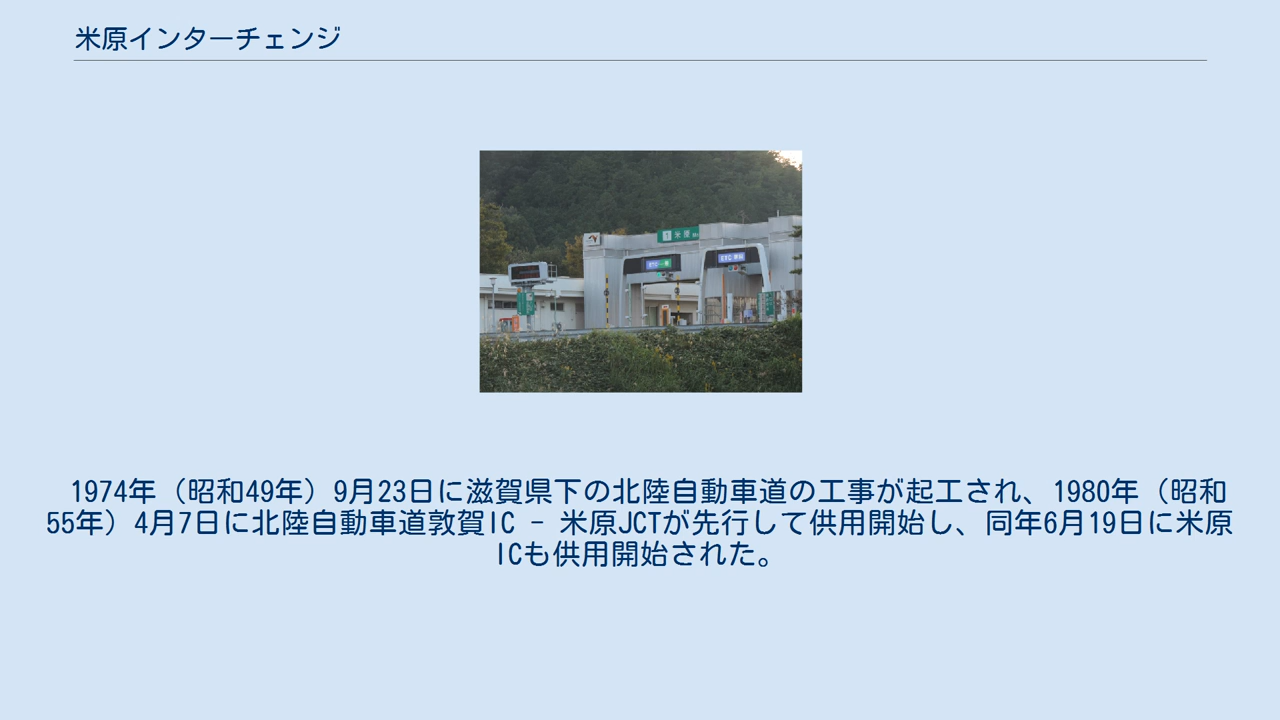 米原インターチェンジ
1 米原
1974年（昭和49年）9月23日に滋賀県下の北陸自動車道の工事が起工され、1980年（昭和
55年）4月7日に北陸自動車道敦賀IC - 米原JCTが先行して供用開始し、同年6月19日に米原
ICも供用開始された。